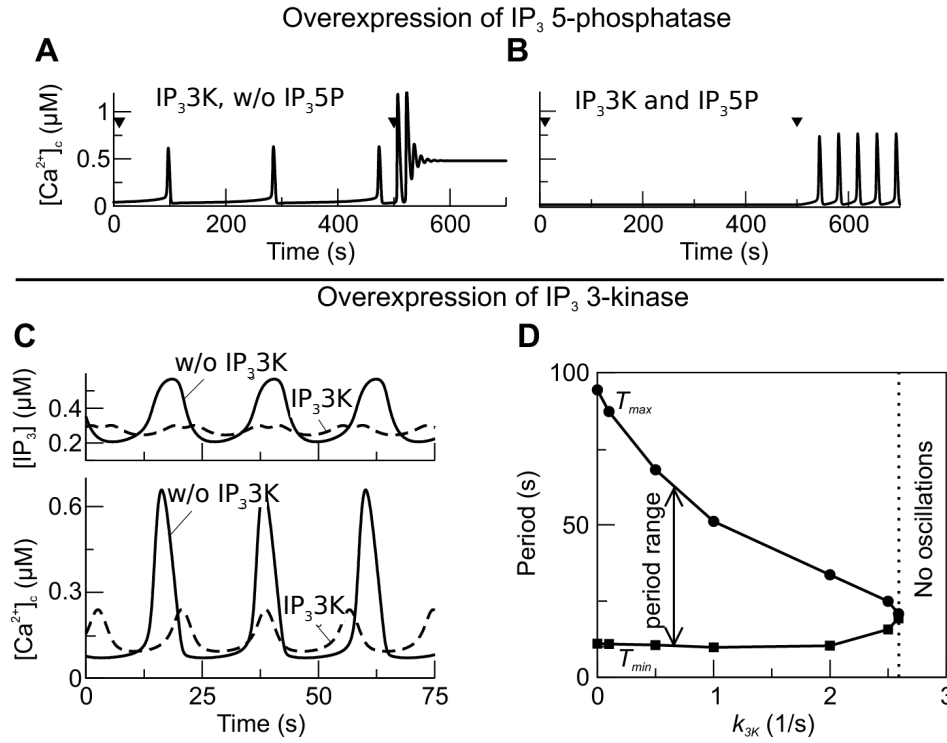 Overexpression of IP3 5-phosphatase
A
B
IP33K, w/o IP35P
IP33K and IP35P
[Ca2+]c (µM)
1
0.5
0
0
200
400
600
Time (s)
0
200
400
600
Time (s)
Overexpression of IP3 3-kinase
C
D
w/o IP33K
IP33K
[IP3] (µM)
0.4
0.2
w/o IP33K
IP33K
[Ca2+]c (µM)
0.6
0.3
0
0
25
50
75
Time (s)
100
50
0
Period (s)
Tmax
period range
Tmin
No oscillations
0
1
2
3
k3K (1/s)